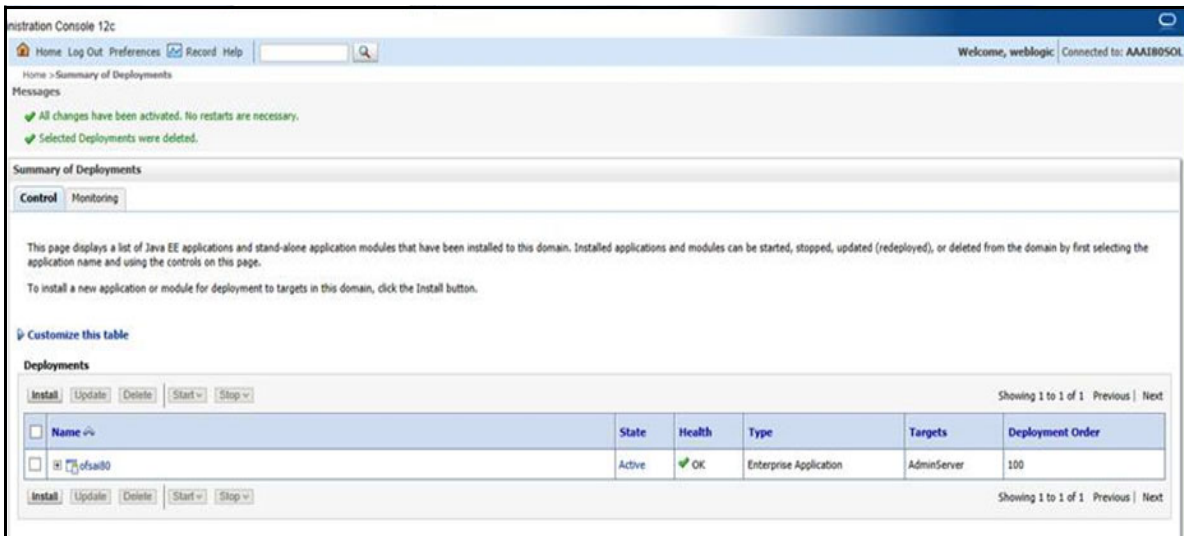 nistration Console 12c
Home Log Out Preferences Record Help
Welcome, weblogic Connected to: AAAI80SOL
Home >Summary of Deployments
Messages
All changes have been activated. No restarts are necessary.
Selected Deployments were deleted.
Summary of Deployments
Control Monitoring
This page displays a list of Java EE applications and stand-alone application modules that have been installed to this domain. Installed applications and modules can be started, stopped, updated (redeployed), or deleted from the domain by first selecting the
application name and using the controls on this page.
To install a new application or module for deployment to targets in this domain, click the Install button.
Customize this table
Deployments
Install Update Delete Start Stop Showing 1 to 1 of 1 Previous | Next
Name State Health Type Targets Deployment Order
ofsai80 Active OK Enterprise Application AdminServer 100
Install Update Delete Start Stop Showing 1 to 1 of 1 Previous | Next